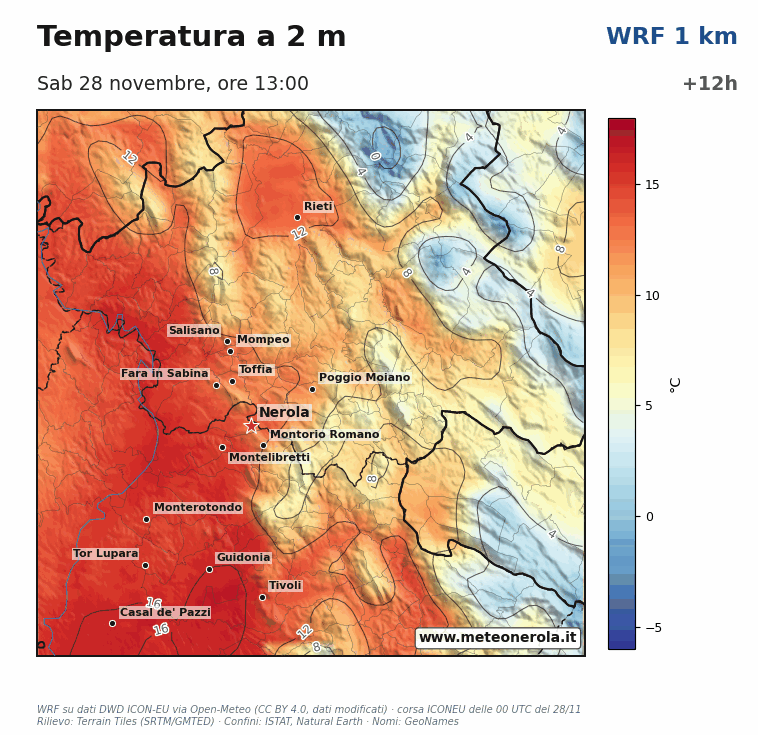 Temperatura a 2 m
WRF 1 km
Sab 28 novembre, ore 13:00
+12h
12
0
4
4
4
Rieti
12
8
8
8
4
4
15
10
5
0
−5
°C
Salisano
Mompeo
Fara in Sabina
Toffia
Poggio Moiano
Nerola
Montorio Romano
Montelibretti
8
Monterotondo
4
Tor Lupara
Guidonia
Tivoli
16
Casal de' Pazzi
16
12
8
www.meteonerola.it
WRF su dati DWD ICON-EU via Open-Meteo (CC BY 4.0, dati modificati) · corsa ICONEU delle 00 UTC del 28/11
Rilievo: Terrain Tiles (SRTM/GMTED) · Confini: ISTAT, Natural Earth · Nomi: GeoNames